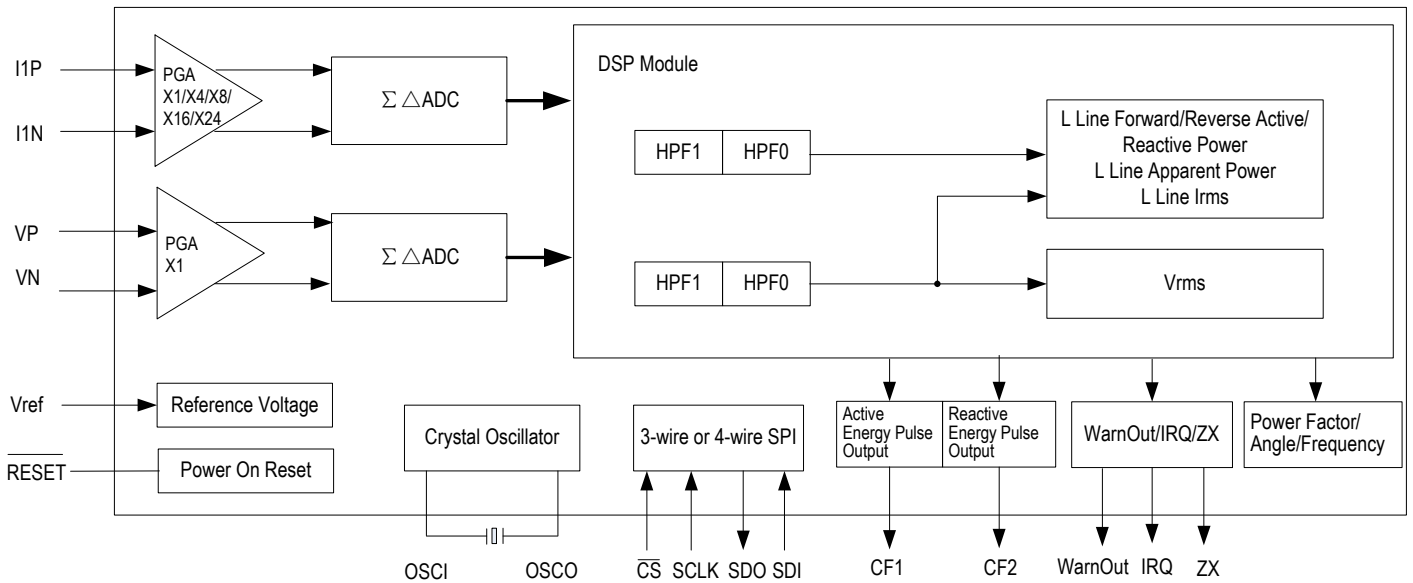 I1P
I1N
PGA
X1/X4/X8/
X16/X24
Σ △ADC
DSP Module
HPF1
HPF0
L Line Forward/Reverse Active/
Reactive Power
L Line Apparent Power
L Line Irms
VP
VN
PGA
X1
Σ △ADC
HPF1
HPF0
Vrms
Vref
Reference Voltage
RESET
Power On Reset
Crystal Oscillator
3-wire or 4-wire SPI
Active
Energy Pulse
Output
Reactive
Energy Pulse
Output
WarnOut/IRQ/ZX
Power Factor/
Angle/Frequency
OSCI
OSCO
CS
SCLK
SDO
SDI
CF1
CF2
WarnOut
IRQ
ZX